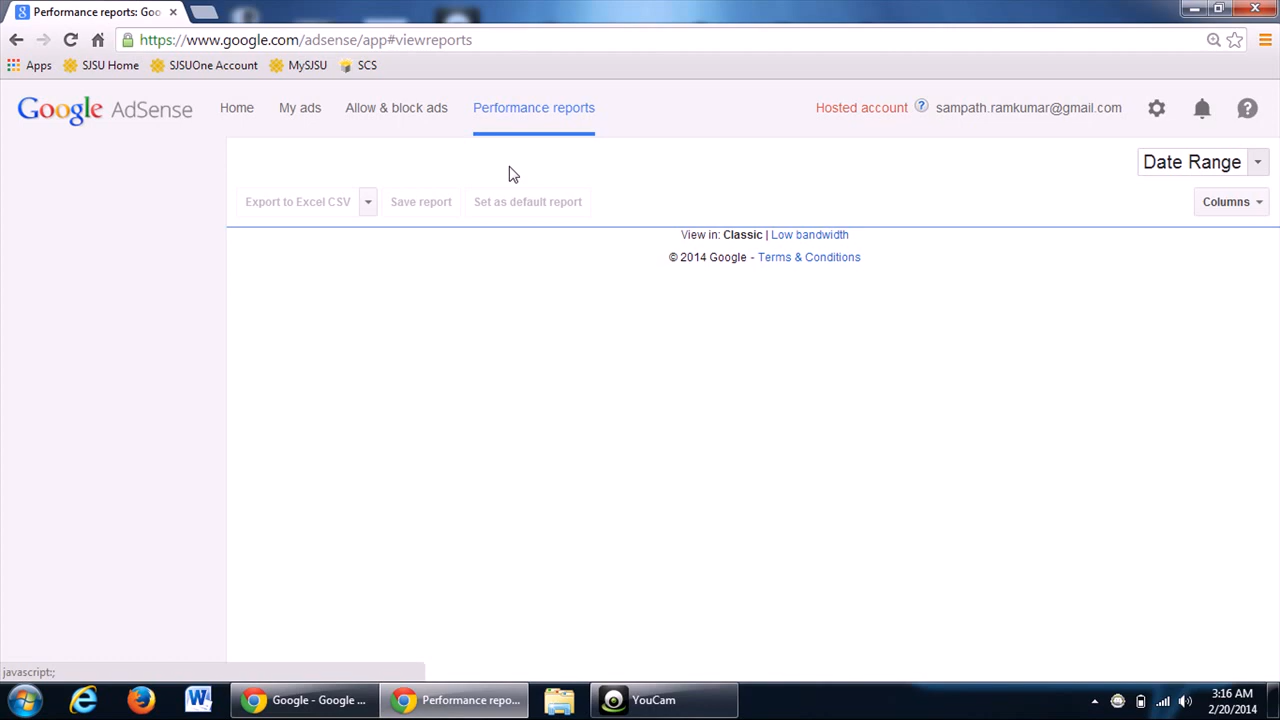 Performance reports: Goo
https://www.google.com/adsense/app#viewreports
Apps SJSU Home SJSUOne Account MySJSU SCS
Google AdSense Home My ads Allow & block ads Performance reports Hosted account ? sampath.ramkumar@gmail.com
Date Range
Export to Excel CSV Save report Set as default report Columns
View in: Classic | Low bandwidth
© 2014 Google - Terms & Conditions
javascript:;
Google - Google ... Performance repo... YouCam 3:16 AM
2/20/2014